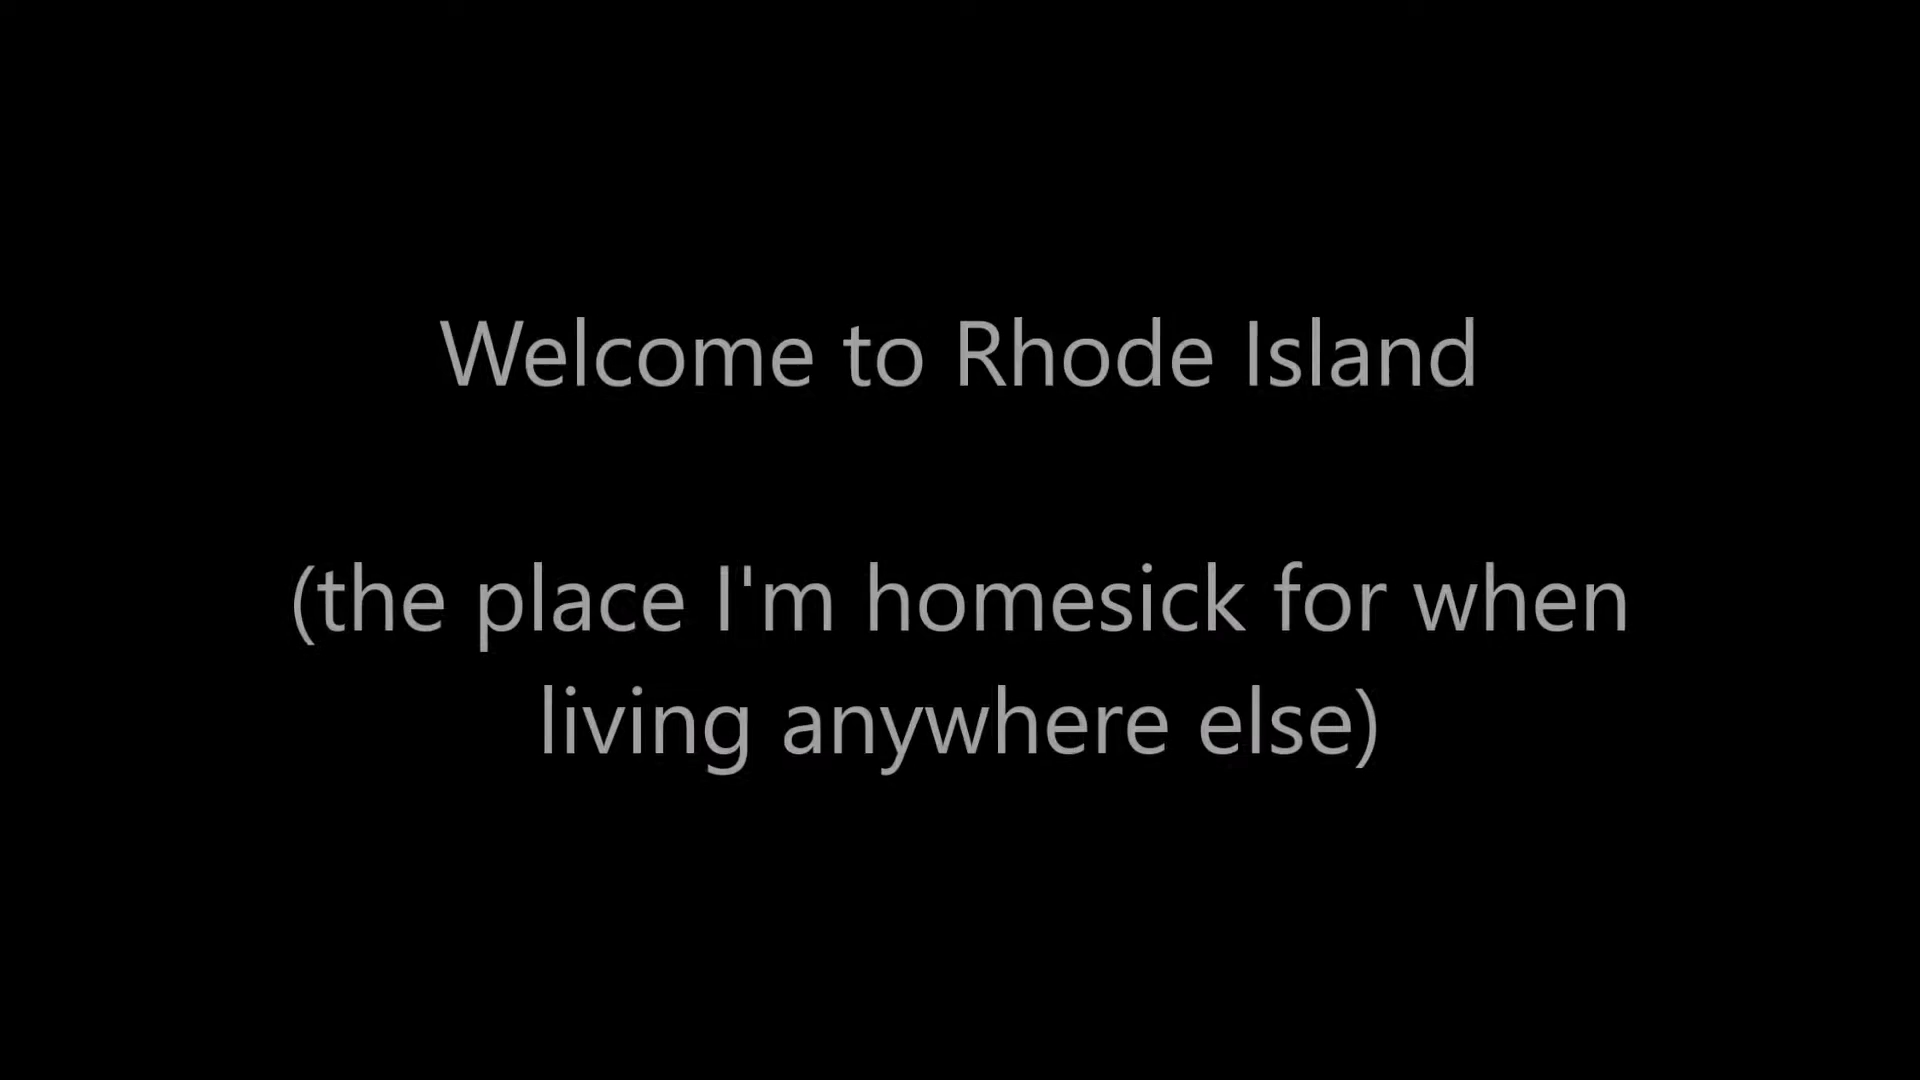 Welcome to Rhode Island
(the place I'm homesick for when
living anywhere else)